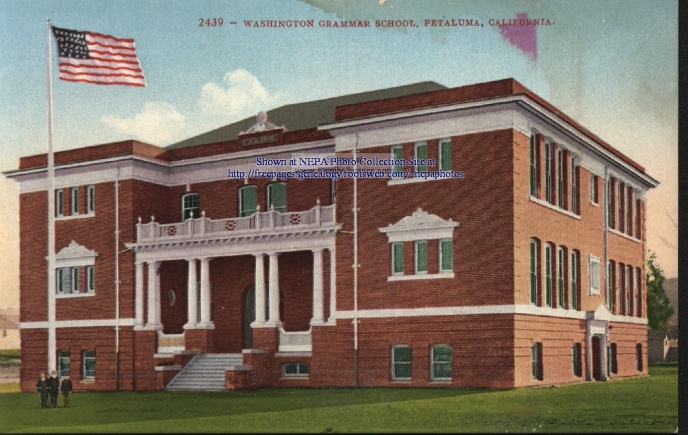 2439 – WASHINGTON GRAMMAR SCHOOL, PETALUMA, CALIFORNIA.
Shown at NEPA Photo Collection Site at
http://freepages.genealogy.rootsweb.com/~nepaphotos